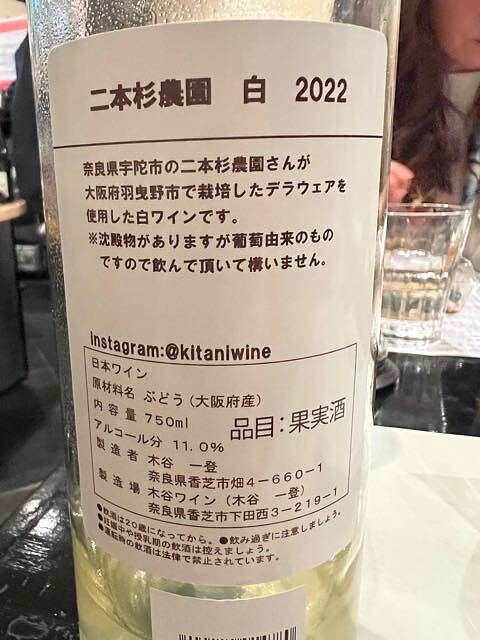 二本杉農園　白　2022
奈良県宇陀市の二本杉農園さんが
大阪府羽曳野市で栽培したデラウェアを
使用した白ワインです。
※沈殿物がありますが葡萄由来のもの
ですので飲んで頂いて構いません。
Instagram:@kitaniwine
日本ワイン
原材料名 ぶどう(大阪府産)
内容量 750ml
アルコール分 11.0%
品目:果実酒
製造者 木谷　一登
奈良県香芝市畑4-660-1
製造場 木谷ワイン(木谷　一登)
奈良県香芝市下田西3-219-1
●飲酒は20歳になってから。●飲み過ぎに注意しましょう。
●妊娠中や授乳期の飲酒は控えましょう。
●運転時の飲酒は法律で禁止されています。